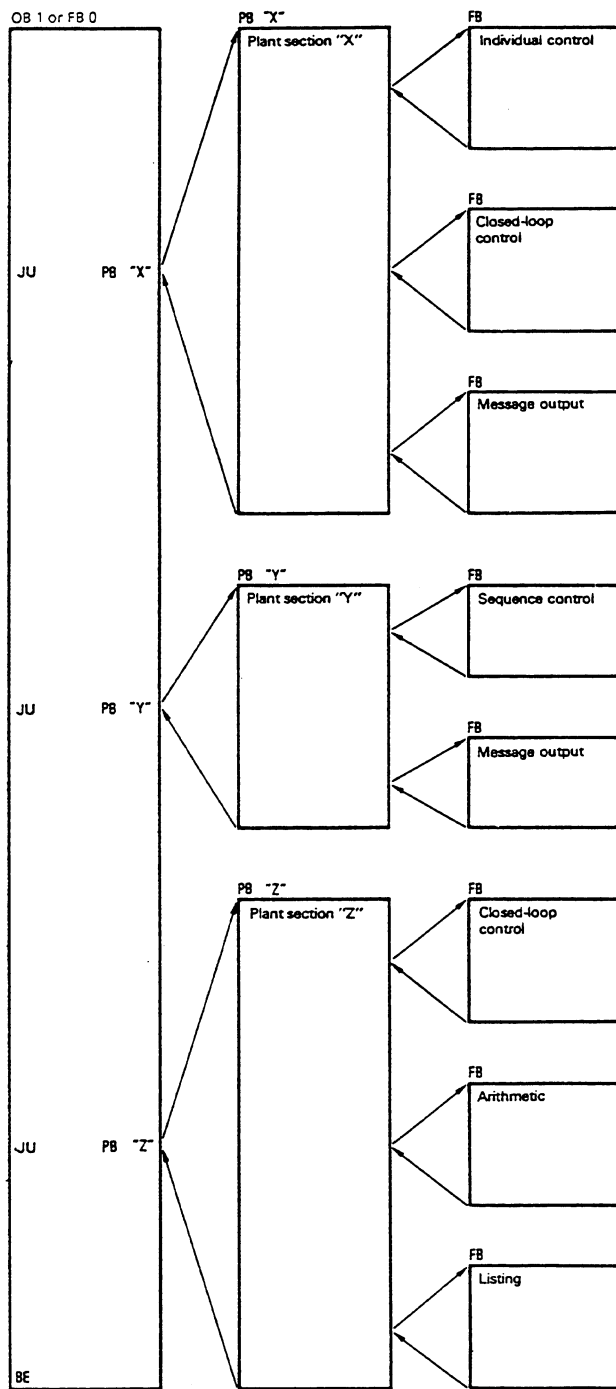 OB 1 or FB 0
PB "X"
Plant section "X"
FB
Individual control
FB
Closed-loop
control
JU PB "X"
FB
Message output
PB "Y"
Plant section "Y"
FB
Sequence control
JU PB "Y"
FB
Message output
PB "Z"
Plant section "Z"
FB
Closed-loop
control
FB
Arithmetic
JU PB "Z"
FB
Listing
BE